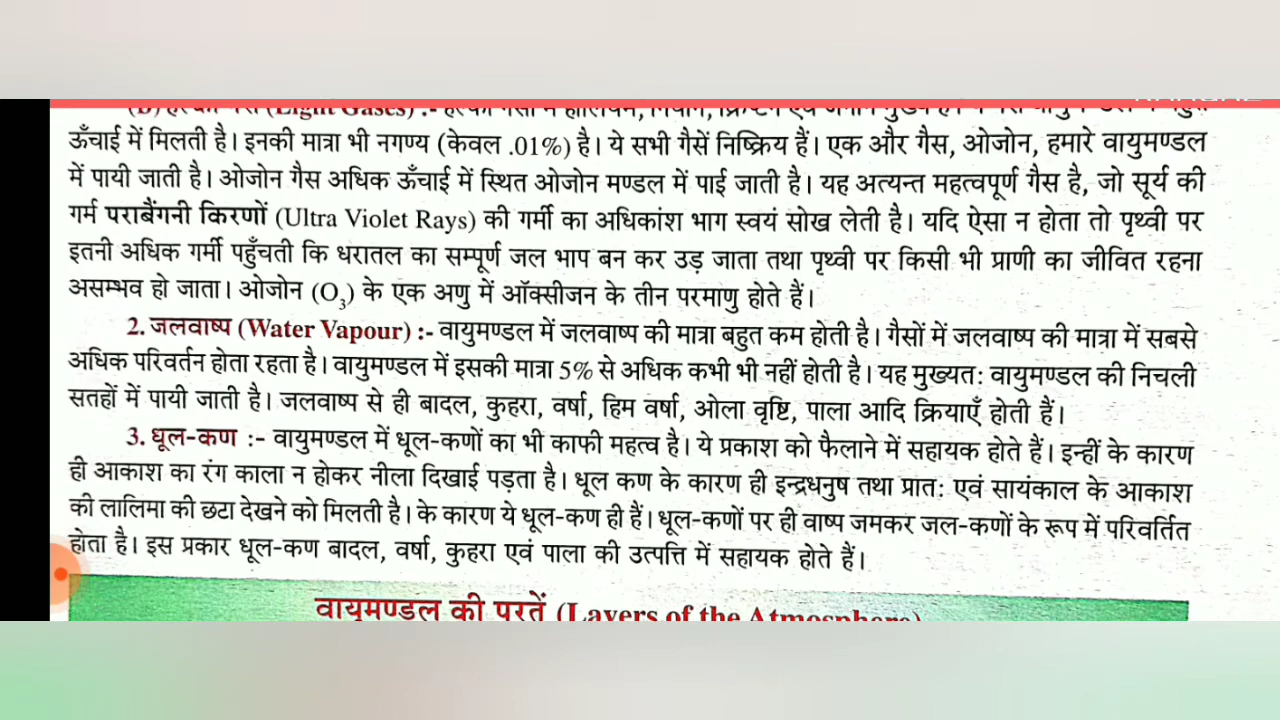 (Light Gases) :-
ऊँचाई में मिलती है। इनकी मात्रा भी नगण्य (केवल .01%) है। ये सभी गैसें निष्क्रिय हैं। एक और गैस, ओजोन, हमारे वायुमण्डल
में पायी जाती है। ओजोन गैस अधिक ऊँचाई में स्थित ओजोन मण्डल में पाई जाती है। यह अत्यन्त महत्वपूर्ण गैस है, जो सूर्य की
गर्म पराबैंगनी किरणों (Ultra Violet Rays) की गर्मी का अधिकांश भाग स्वयं सोख लेती है। यदि ऐसा न होता तो पृथ्वी पर
इतनी अधिक गर्मी पहुँचती कि धरातल का सम्पूर्ण जल भाप बन कर उड़ जाता तथा पृथ्वी पर किसी भी प्राणी का जीवित रहना
असम्भव हो जाता। ओजोन (O₃) के एक अणु में ऑक्सीजन के तीन परमाणु होते हैं।
2. जलवाष्प (Water Vapour) :- वायुमण्डल में जलवाष्प की मात्रा बहुत कम होती है। गैसों में जलवाष्प की मात्रा में सबसे
अधिक परिवर्तन होता रहता है। वायुमण्डल में इसकी मात्रा 5% से अधिक कभी भी नहीं होती है। यह मुख्यत: वायुमण्डल की निचली
सतहों में पायी जाती है। जलवाष्प से ही बादल, कुहरा, वर्षा, हिम वर्षा, ओला वृष्टि, पाला आदि क्रियाएँ होती हैं।
3. धूल-कण :- वायुमण्डल में धूल-कणों का भी काफी महत्व है। ये प्रकाश को फैलाने में सहायक होते हैं। इन्हीं के कारण
ही आकाश का रंग काला न होकर नीला दिखाई पड़ता है। धूल कण के कारण ही इन्द्रधनुष तथा प्रात: एवं सायंकाल के आकाश
की लालिमा की छटा देखने को मिलती है। के कारण ये धूल-कण ही हैं। धूल-कणों पर ही वाष्प जमकर जल-कणों के रूप में परिवर्तित
होता है। इस प्रकार धूल-कण बादल, वर्षा, कुहरा एवं पाला की उत्पत्ति में सहायक होते हैं।
वायुमण्डल की परतें (Layers of the Atmosphere)